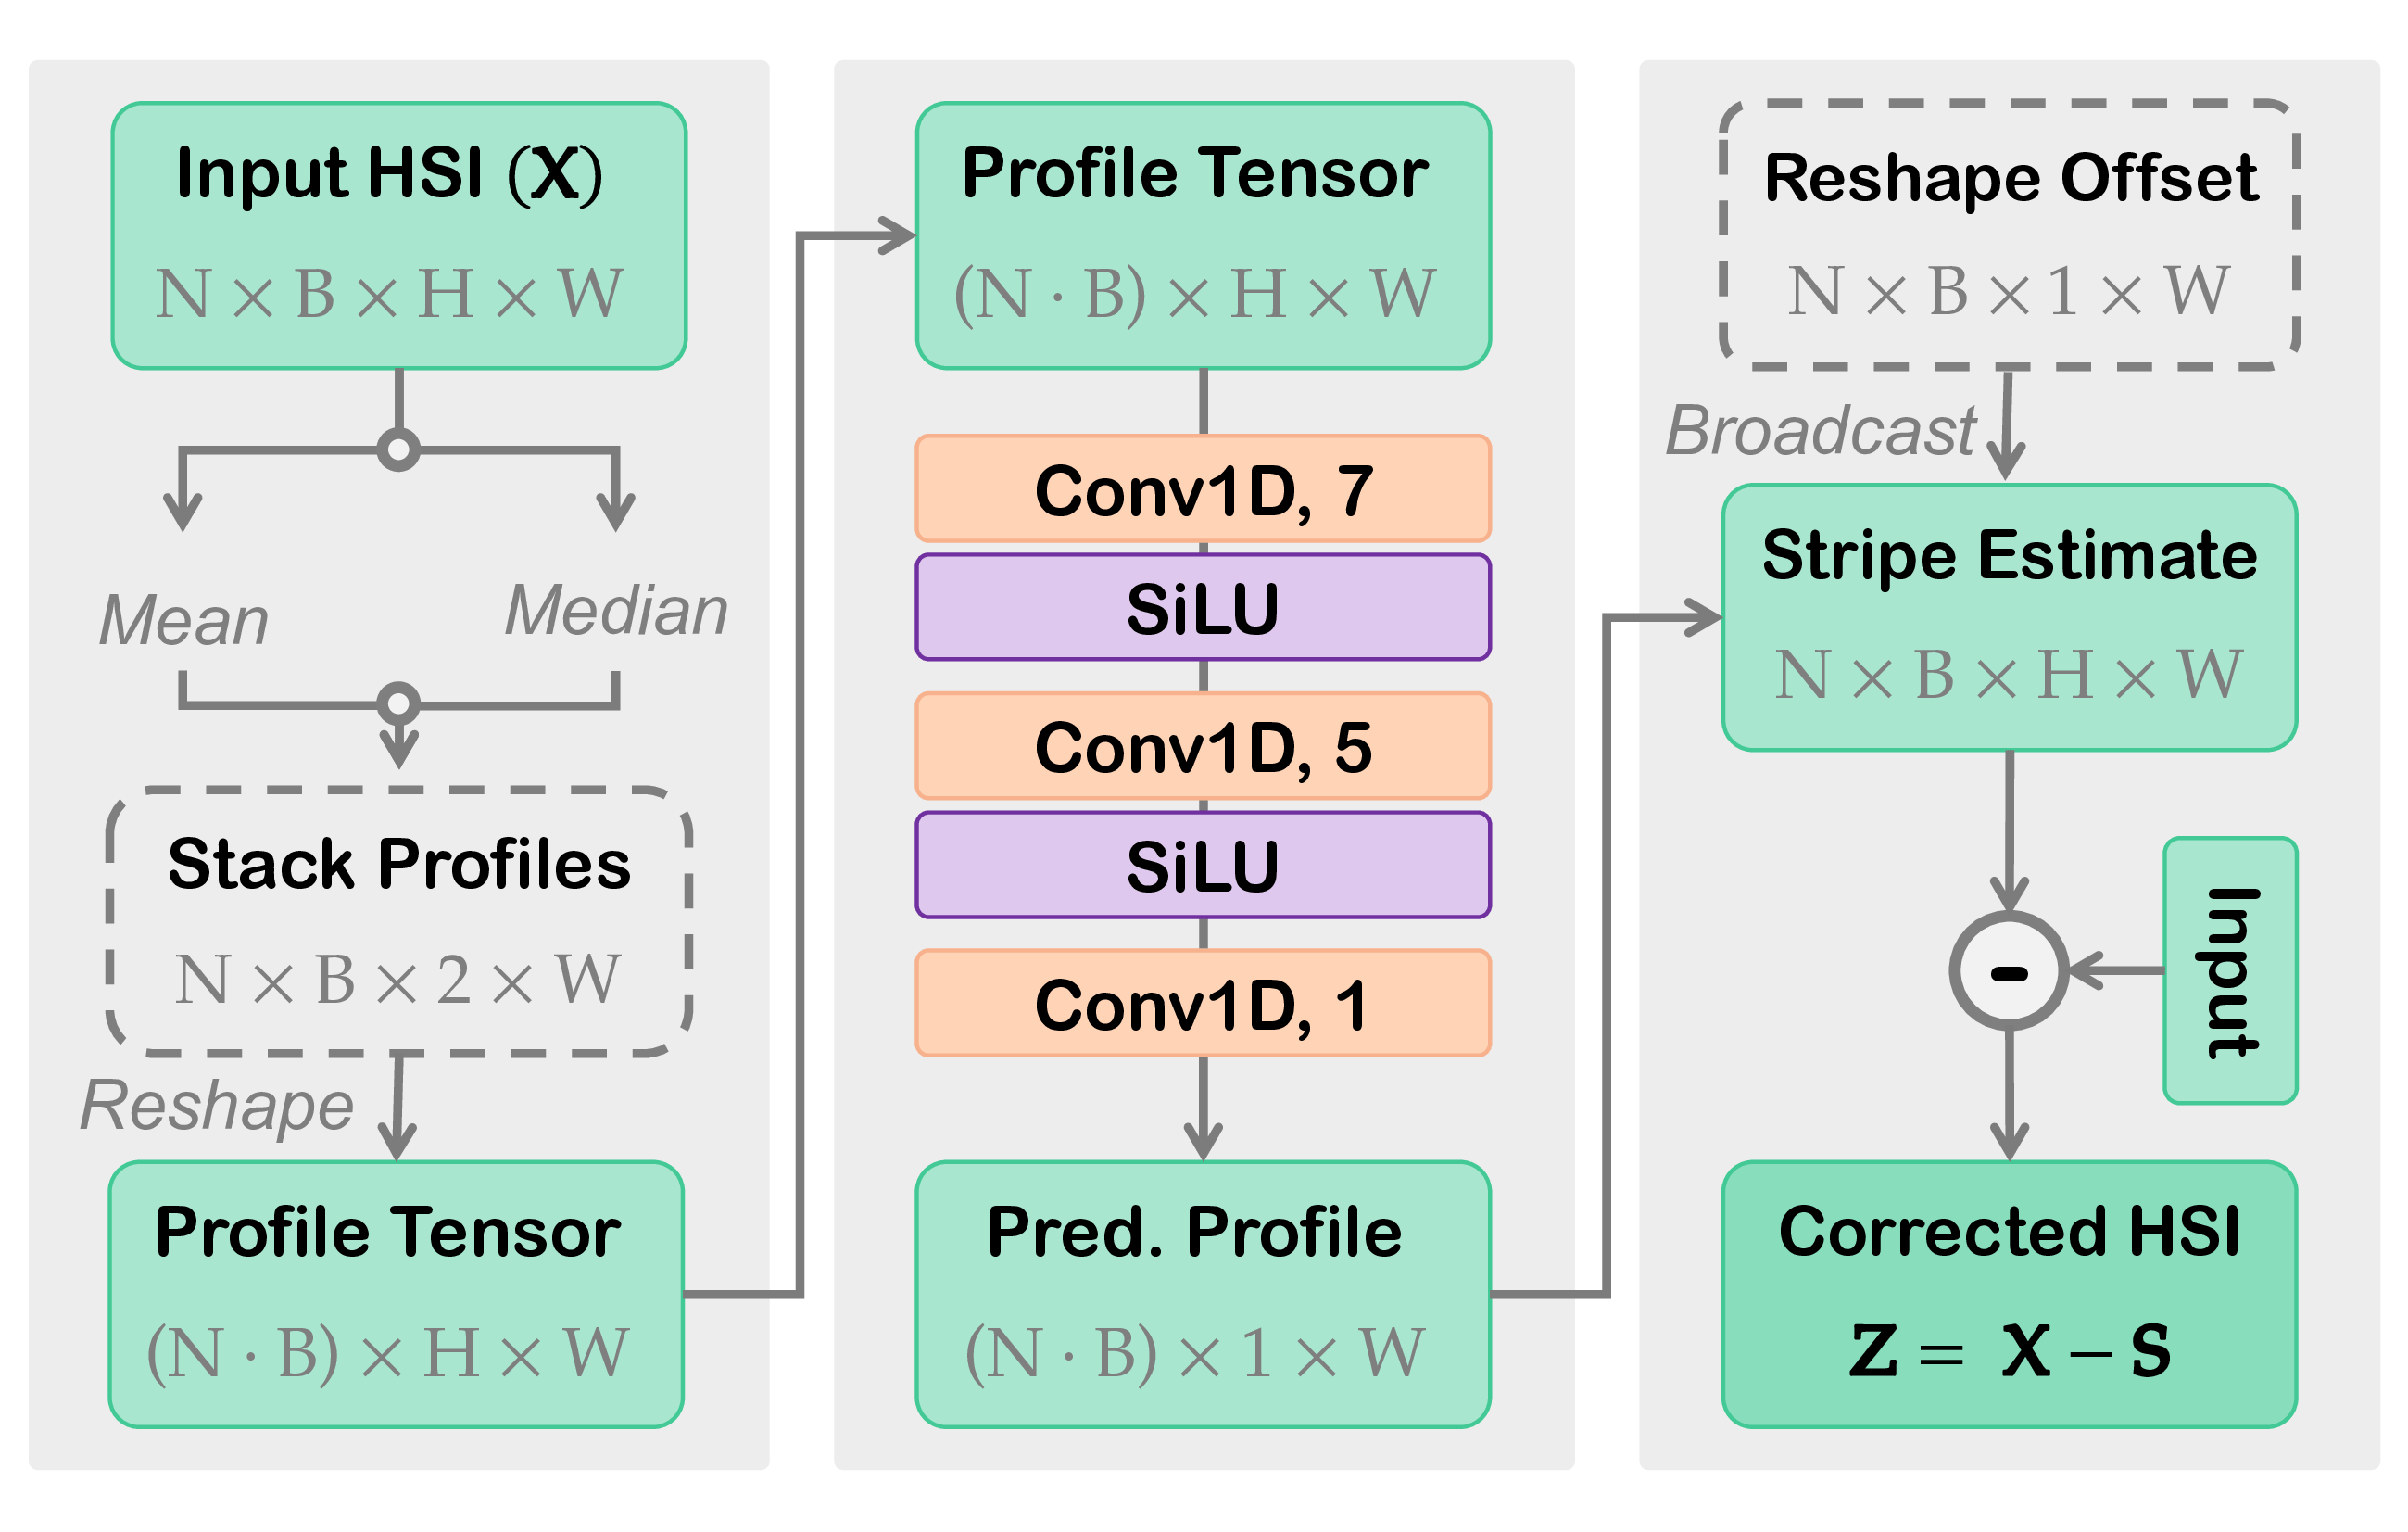 Input HSI (X)
N × B × H × W
Mean
Median
Stack Profiles
N × B × 2 × W
Reshape
Profile Tensor
(N · B) × H × W
Profile Tensor
(N · B) × H × W
Conv1D, 7
SiLU
Conv1D, 5
SiLU
Conv1D, 1
Pred. Profile
(N · B) × 1 × W
Reshape Offset
N × B × 1 × W
Broadcast
Stripe Estimate
N × B × H × W
-
Input
Corrected HSI
Z = X − S